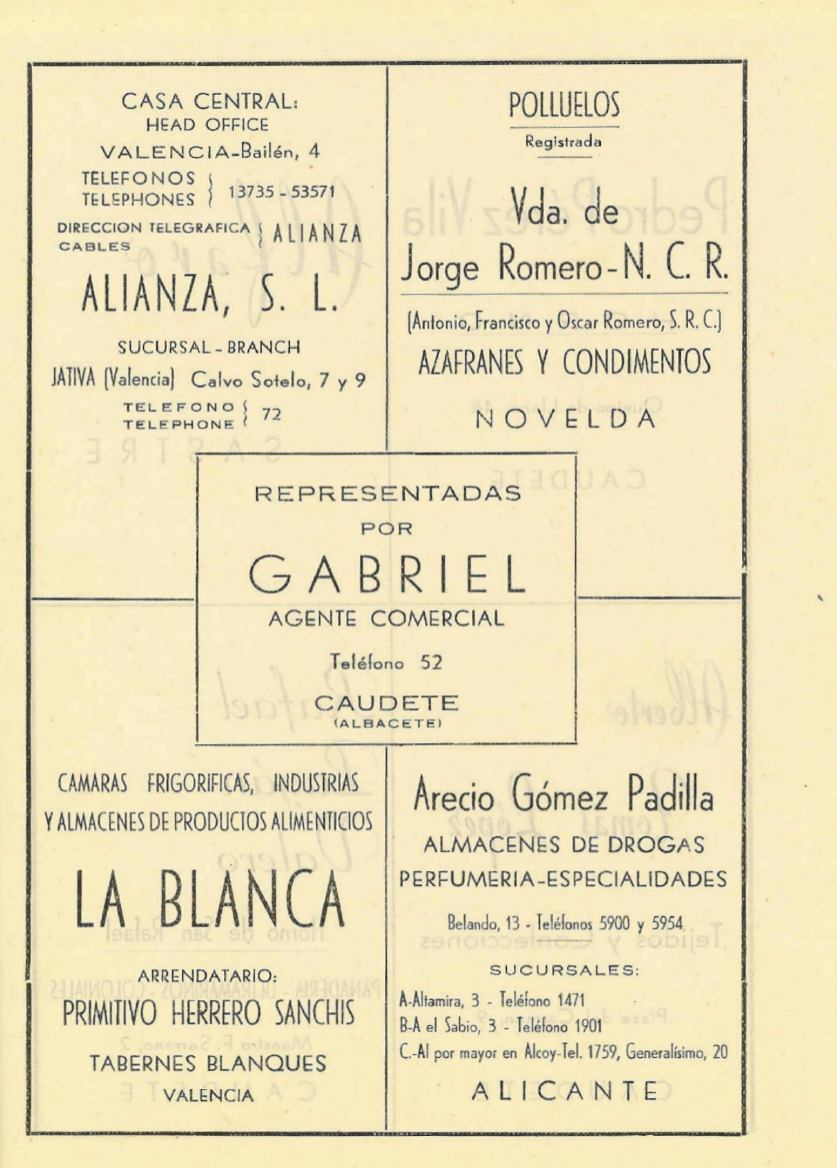 CASA CENTRAL:
HEAD OFFICE
VALENCIA-Bailén, 4
TELEFONOS
TELEPHONES } 13735 - 53571
DIRECCION TELEGRAFICA
CABLES { ALIANZA
ALIANZA, S. L.
SUCURSAL - BRANCH
JATIVA (Valencia) Calvo Sotelo, 7 y 9
TELEFONO
TELEPHONE { 72
POLLUELOS
Registrada
Vda. de
Jorge Romero-N. C. R.
(Antonio, Francisco y Oscar Romero, S. R. C.)
AZAFRANES Y CONDIMENTOS
NOVELDA
REPRESENTADAS
POR
GABRIEL
AGENTE COMERCIAL
Teléfono 52
CAUDETE
(ALBACETE)
CAMARAS FRIGORIFICAS, INDUSTRIAS
Y ALMACENES DE PRODUCTOS ALIMENTICIOS
LA BLANCA
ARRENDATARIO:
PRIMITIVO HERRERO SANCHIS
TABERNES BLANQUES
VALENCIA
Arecio Gómez Padilla
ALMACENES DE DROGAS
PERFUMERIA-ESPECIALIDADES
Belando, 13 - Teléfonos 5900 y 5954
SUCURSALES:
A-Altamira, 3 - Teléfono 1471
B-A el Sabio, 3 - Teléfono 1901
C.-Al por mayor en Alcoy-Tel. 1759, Generalísimo, 20
ALICANTE